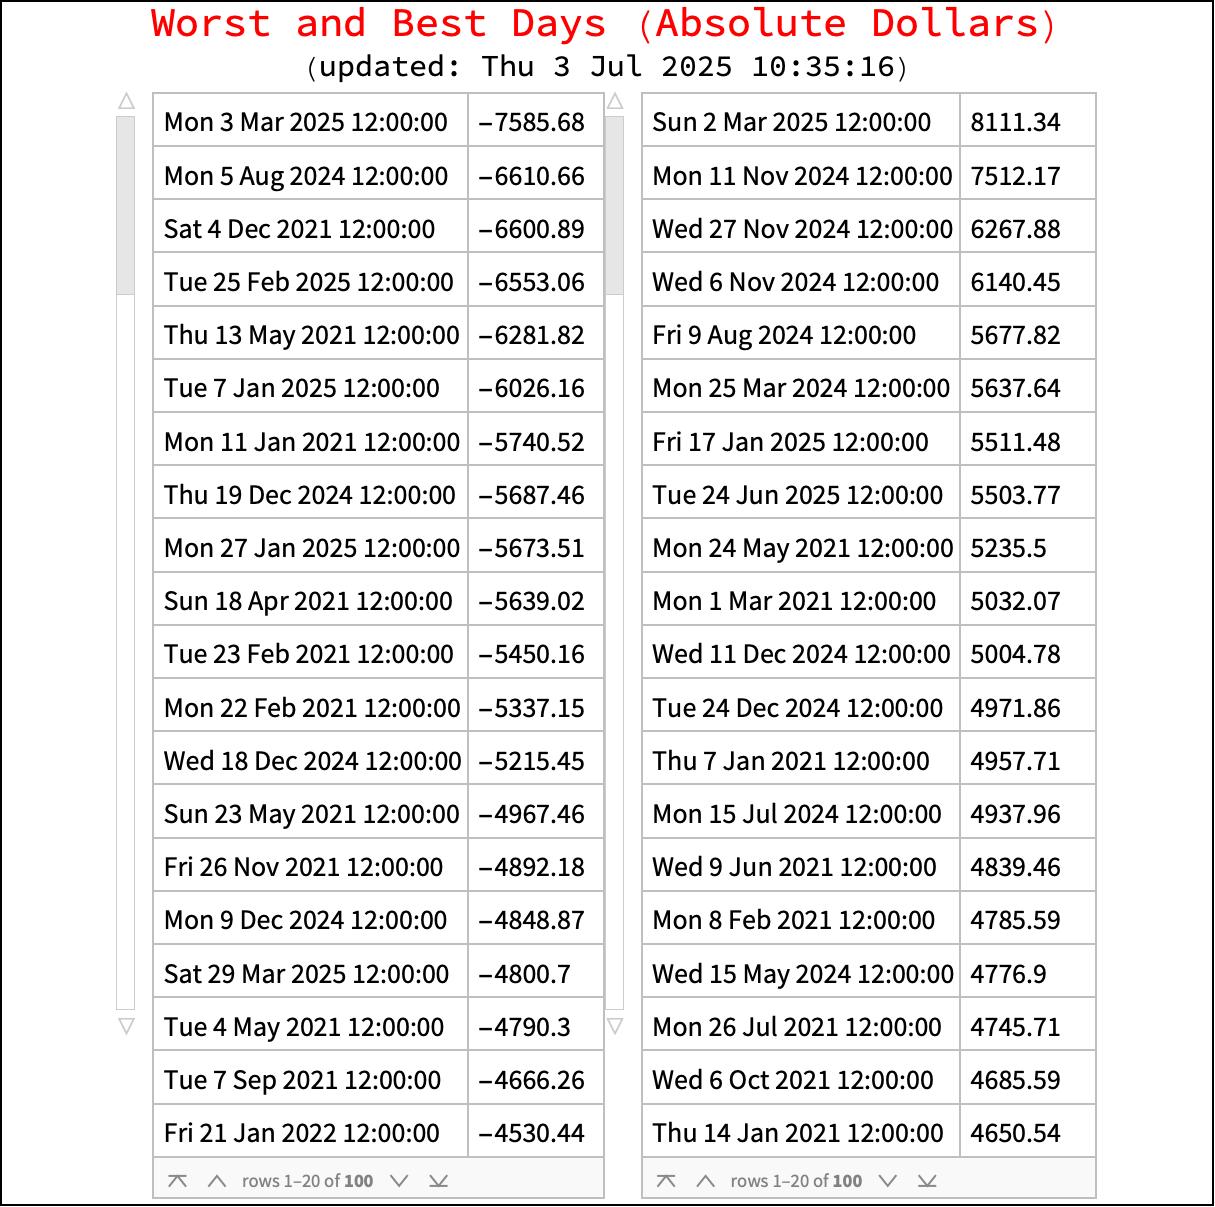 Worst and Best Days (Absolute Dollars)
(updated: Thu 3 Jul 2025 10:35:16)
Mon 3 Mar 2025 12:00:00 −7585.68 Sun 2 Mar 2025 12:00:00 8111.34
Mon 5 Aug 2024 12:00:00 −6610.66 Mon 11 Nov 2024 12:00:00 7512.17
Sat 4 Dec 2021 12:00:00 −6600.89 Wed 27 Nov 2024 12:00:00 6267.88
Tue 25 Feb 2025 12:00:00 −6553.06 Wed 6 Nov 2024 12:00:00 6140.45
Thu 13 May 2021 12:00:00 −6281.82 Fri 9 Aug 2024 12:00:00 5677.82
Tue 7 Jan 2025 12:00:00 −6026.16 Mon 25 Mar 2024 12:00:00 5637.64
Mon 11 Jan 2021 12:00:00 −5740.52 Fri 17 Jan 2025 12:00:00 5511.48
Thu 19 Dec 2024 12:00:00 −5687.46 Tue 24 Jun 2025 12:00:00 5503.77
Mon 27 Jan 2025 12:00:00 −5673.51 Mon 24 May 2021 12:00:00 5235.5
Sun 18 Apr 2021 12:00:00 −5639.02 Mon 1 Mar 2021 12:00:00 5032.07
Tue 23 Feb 2021 12:00:00 −5450.16 Wed 11 Dec 2024 12:00:00 5004.78
Mon 22 Feb 2021 12:00:00 −5337.15 Tue 24 Dec 2024 12:00:00 4971.86
Wed 18 Dec 2024 12:00:00 −5215.45 Thu 7 Jan 2021 12:00:00 4957.71
Sun 23 May 2021 12:00:00 −4967.46 Mon 15 Jul 2024 12:00:00 4937.96
Fri 26 Nov 2021 12:00:00 −4892.18 Wed 9 Jun 2021 12:00:00 4839.46
Mon 9 Dec 2024 12:00:00 −4848.87 Mon 8 Feb 2021 12:00:00 4785.59
Sat 29 Mar 2025 12:00:00 −4800.7 Wed 15 May 2024 12:00:00 4776.9
Tue 4 May 2021 12:00:00 −4790.3 Mon 26 Jul 2021 12:00:00 4745.71
Tue 7 Sep 2021 12:00:00 −4666.26 Wed 6 Oct 2021 12:00:00 4685.59
Fri 21 Jan 2022 12:00:00 −4530.44 Thu 14 Jan 2021 12:00:00 4650.54
rows 1–20 of 100 rows 1–20 of 100